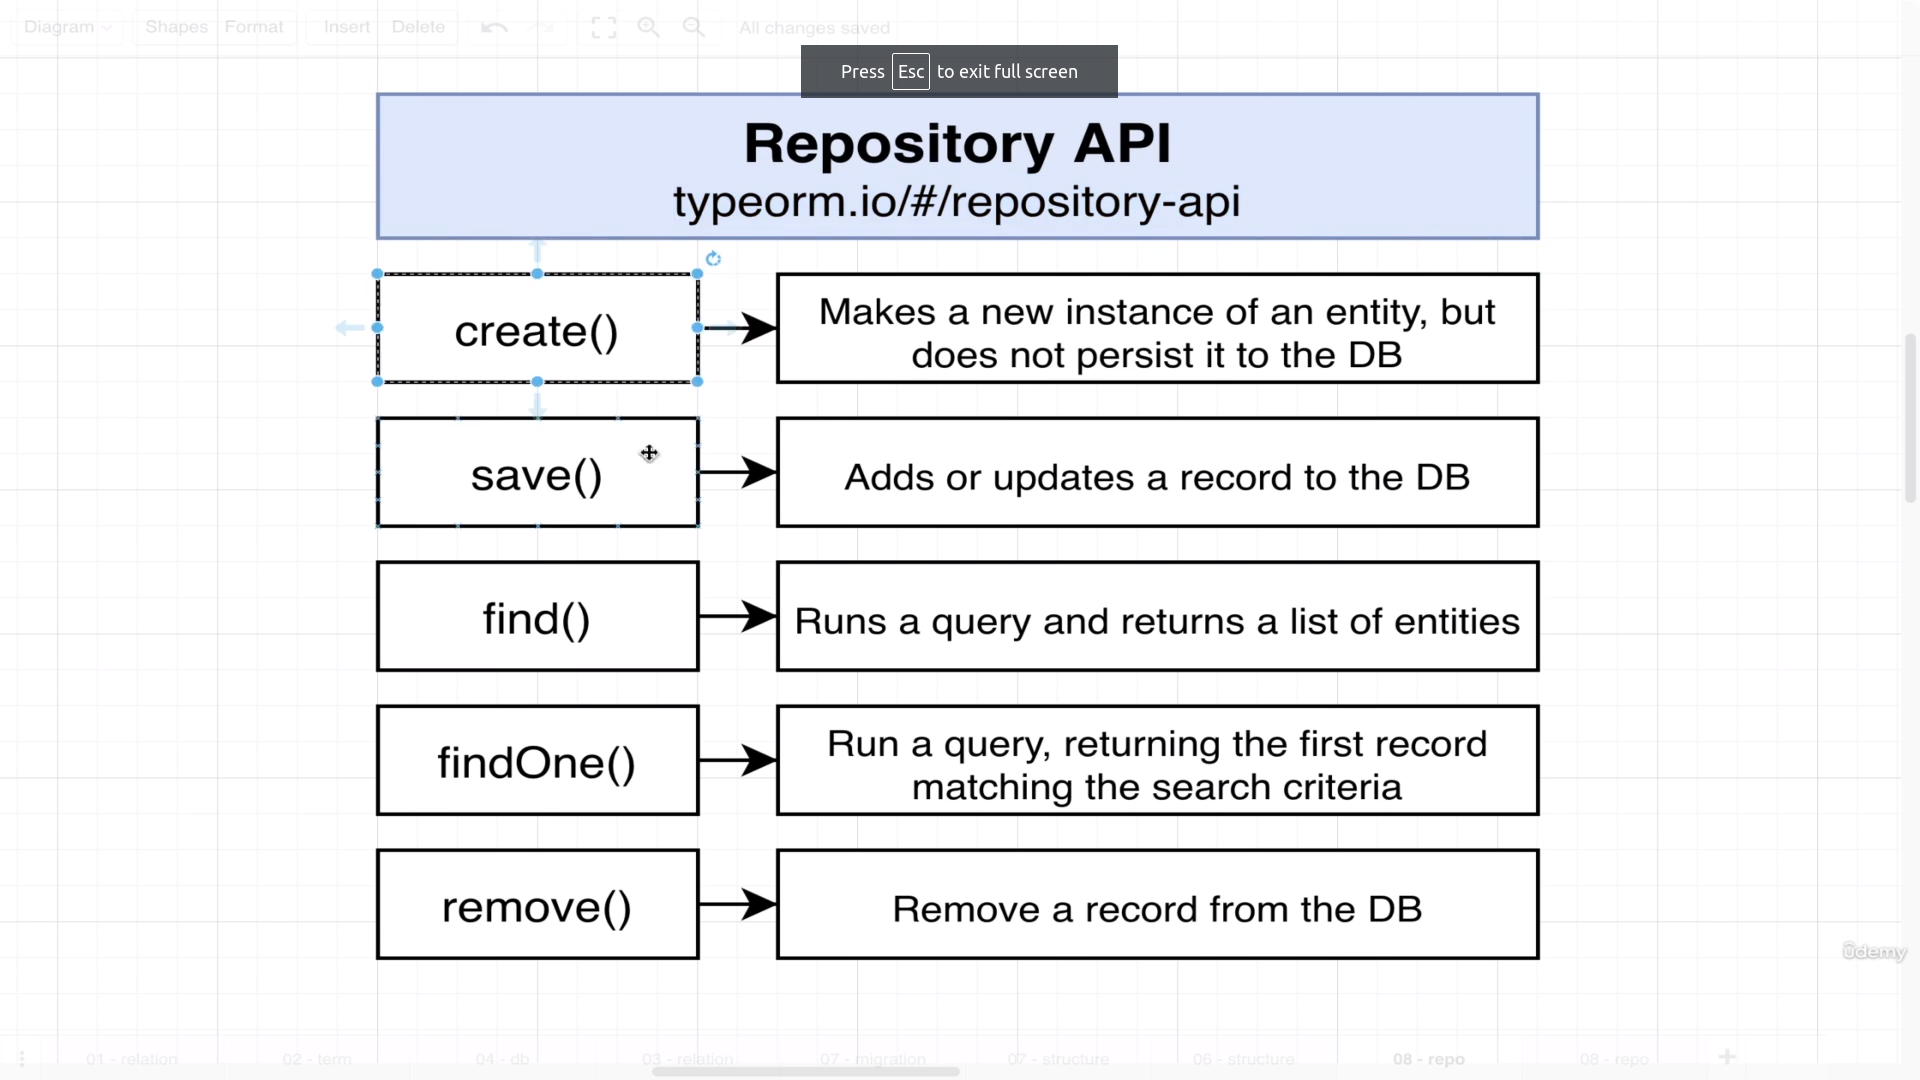 Diagram Shapes Format Insert Delete All changes saved
Press Esc to exit full screen
Repository API
typeorm.io/#/repository-api
create()
Makes a new instance of an entity, but
does not persist it to the DB
save()
Adds or updates a record to the DB
find()
Runs a query and returns a list of entities
findOne()
Run a query, returning the first record
matching the search criteria
remove()
Remove a record from the DB
ûdemy
01 - relation 02 - term 04 - db 03 - relation 07 - migration 07 - structure 06 - structure 08 - repo 08 - repo